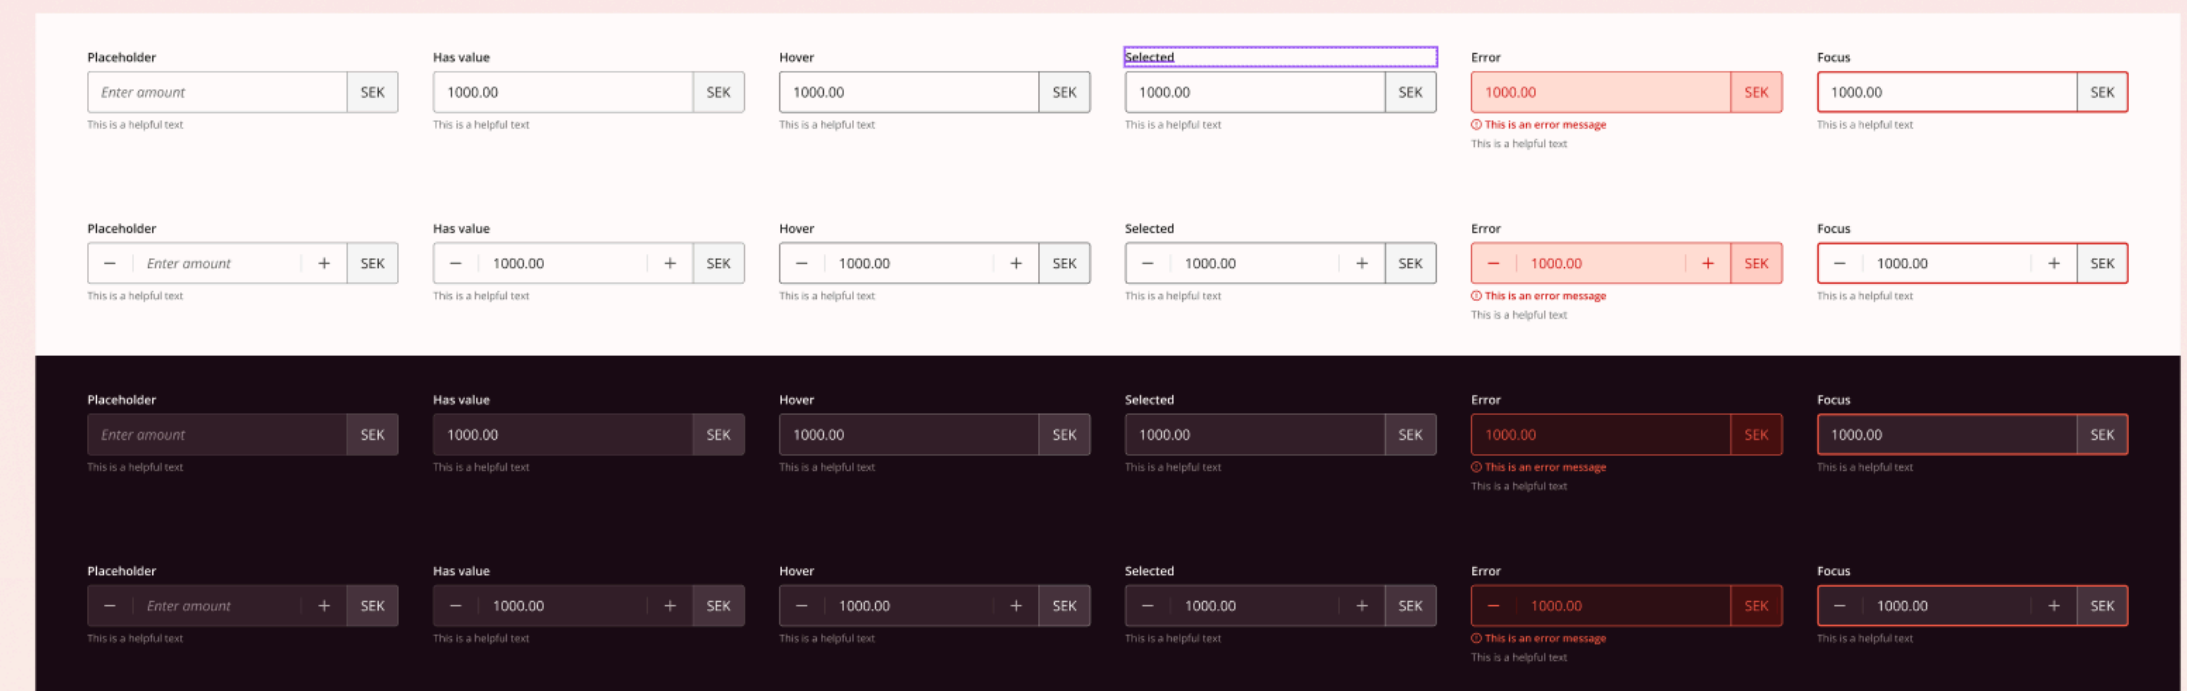 Placeholder Has value Hover Selected Error Focus
Enter amount SEK 1000.00 SEK 1000.00 SEK 1000.00 SEK 1000.00 SEK 1000.00 SEK
This is a helpful text This is a helpful text This is a helpful text This is a helpful text This is an error message This is a helpful text
This is a helpful text
Placeholder Has value Hover Selected Error Focus
− Enter amount + SEK − 1000.00 + SEK − 1000.00 + SEK − 1000.00 + SEK − 1000.00 + SEK − 1000.00 + SEK
This is a helpful text This is a helpful text This is a helpful text This is a helpful text This is an error message This is a helpful text
This is a helpful text
Placeholder Has value Hover Selected Error Focus
Enter amount SEK 1000.00 SEK 1000.00 SEK 1000.00 SEK 1000.00 SEK 1000.00 SEK
This is a helpful text This is a helpful text This is a helpful text This is a helpful text This is an error message This is a helpful text
This is a helpful text
Placeholder Has value Hover Selected Error Focus
− Enter amount + SEK − 1000.00 + SEK − 1000.00 + SEK − 1000.00 + SEK − 1000.00 SEK − 1000.00 + SEK
This is a helpful text This is a helpful text This is a helpful text This is a helpful text This is an error message This is a helpful text
This is a helpful text